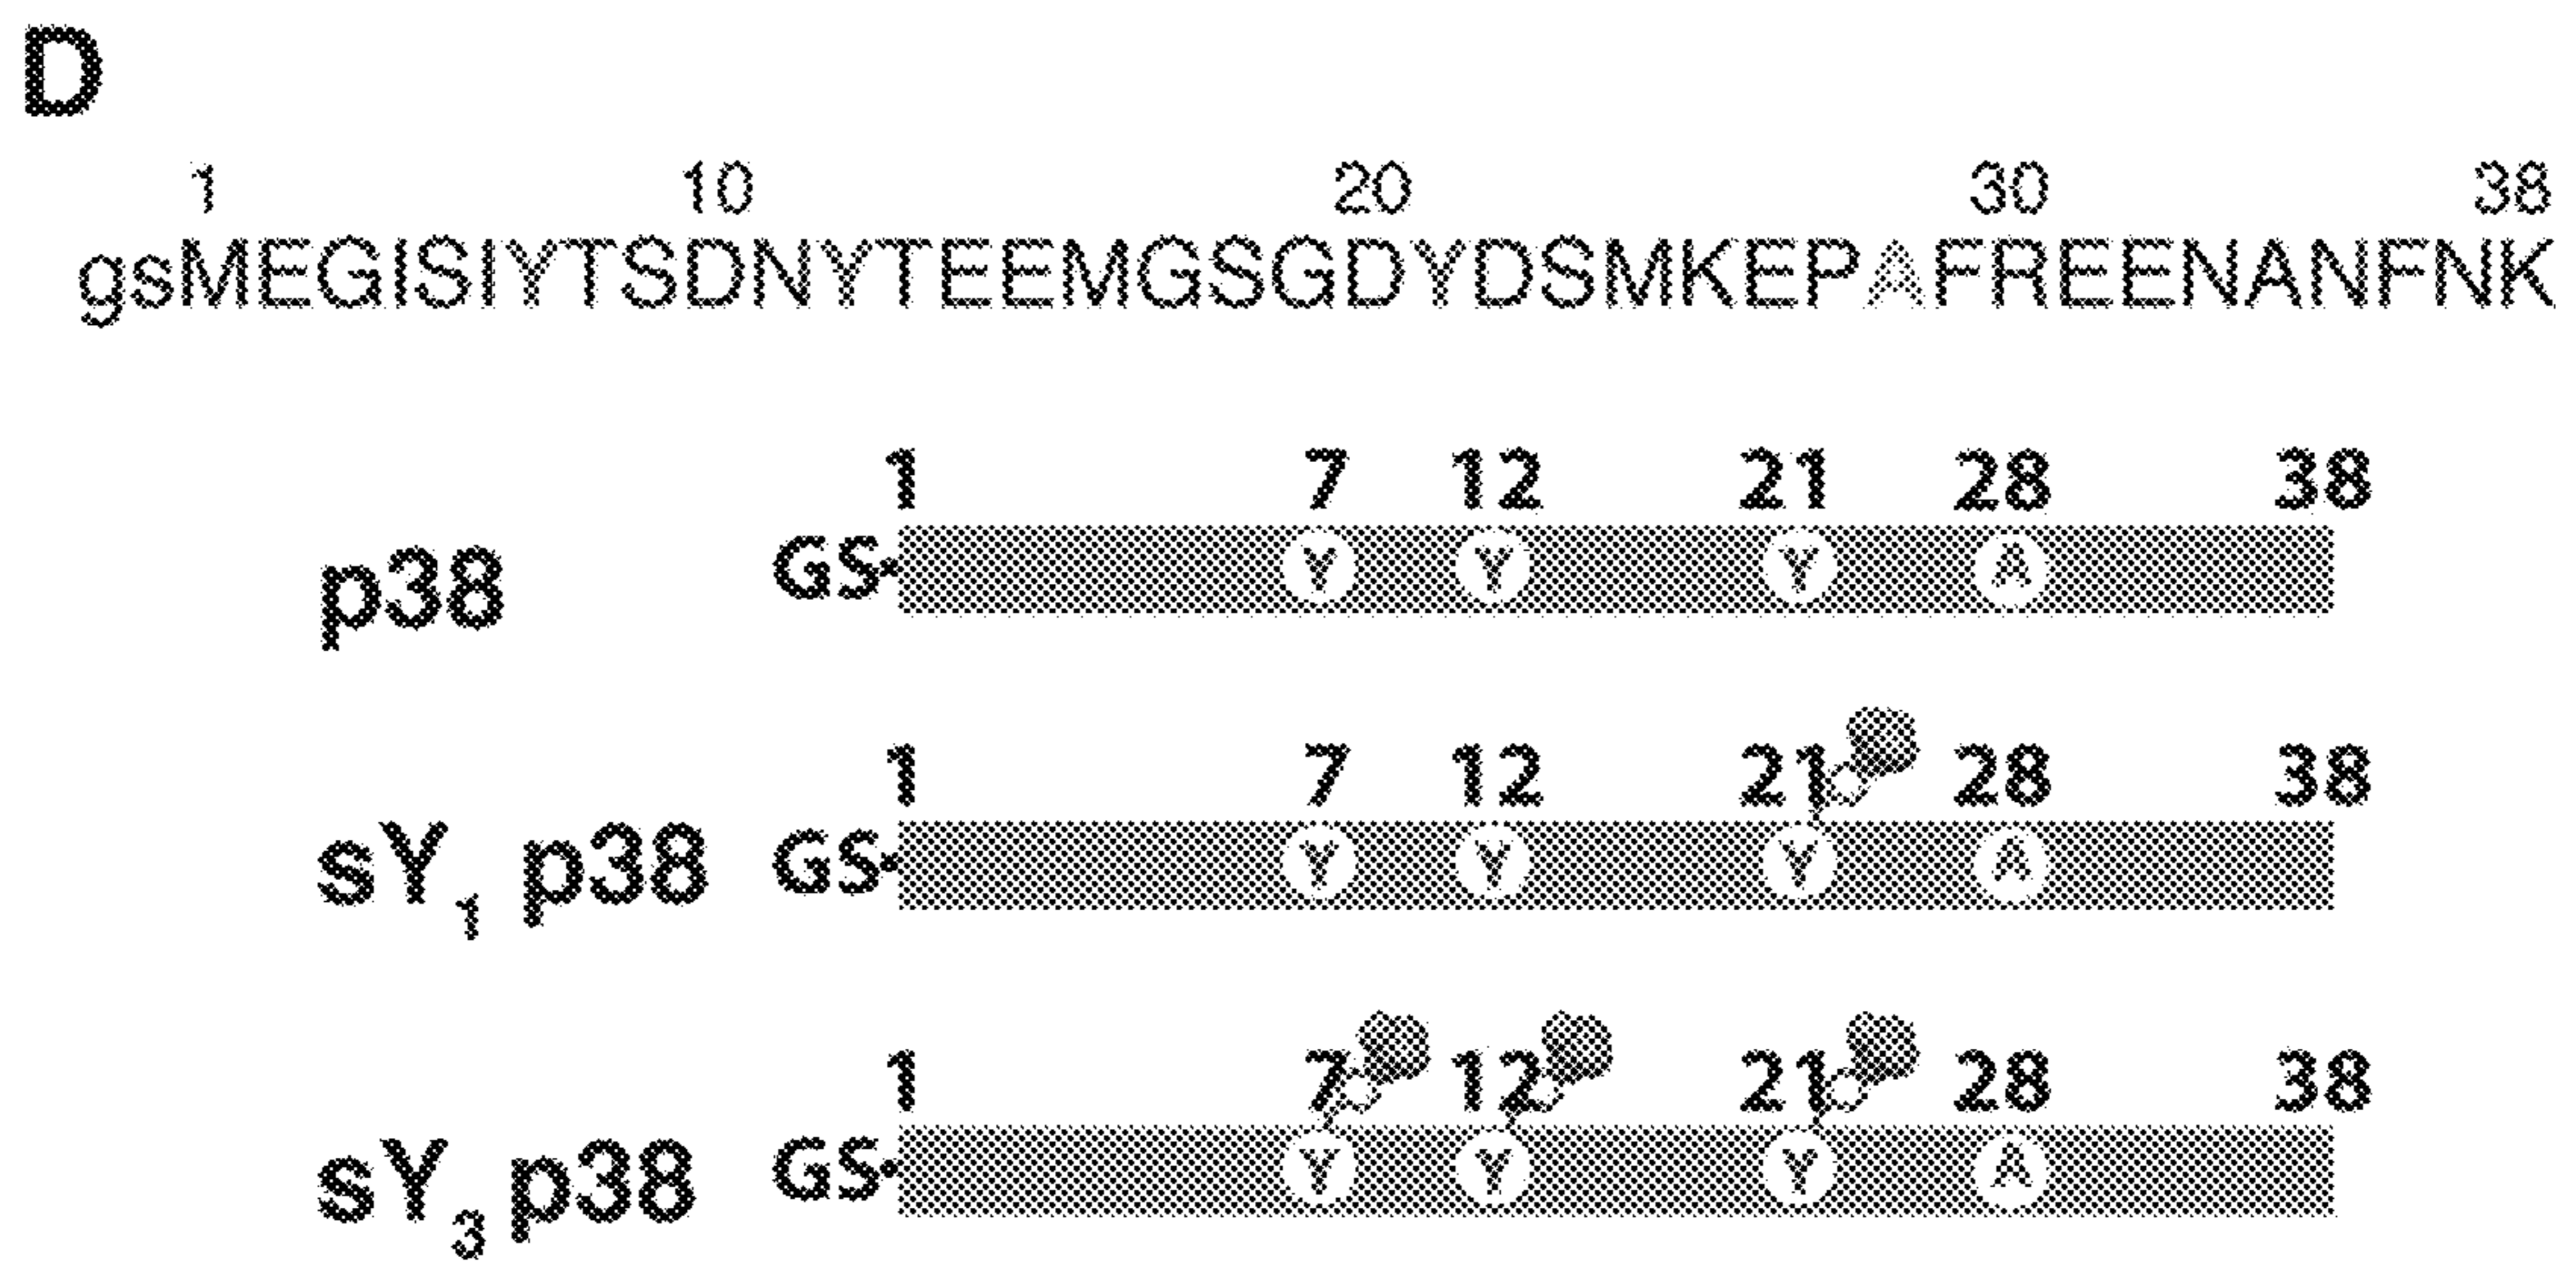 D
1 10 20 30 38
gsMEGISIYTSDNYTEEMGSGDYDSMKEPAFREENANFNK
1 7 12 21 28 38
p38 GS Y Y Y A
1 7 12 21 28 38
sY1 p38 GS Y Y Y A
1 7 12 21 28 38
sY3 p38 GS Y Y Y A